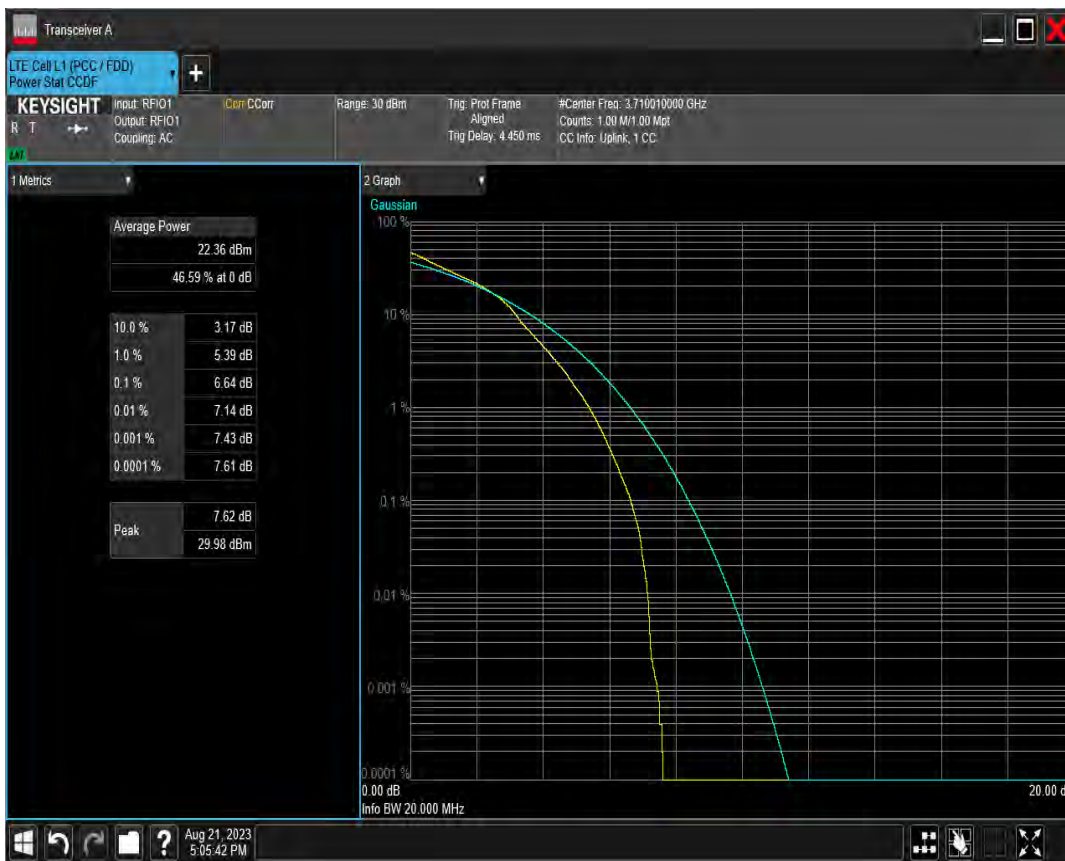 Transceiver A
LTE Cell L1 (PCC / FDD)
Power Stat CCDF
+
KEYSIGHT
R T
LXI
Input: RFIO1
Output: RFIO1
Coupling: AC
Corr CCorr
Range: 30 dBm
Trig: Prot Frame
Aligned
Trig Delay: 4.450 ms
#Center Freq: 3.710010000 GHz
Counts: 1.00 M/1.00 Mpt
CC Info: Uplink, 1 CC
1 Metrics
Average Power
22.36 dBm
46.59 % at 0 dB
10.0 % 3.17 dB
1.0 % 5.39 dB
0.1 % 6.64 dB
0.01 % 7.14 dB
0.001 % 7.43 dB
0.0001 % 7.61 dB
Peak
7.62 dB
29.98 dBm
2 Graph
Gaussian
100 %
10 %
1 %
0.1 %
0.01 %
0.001 %
0.0001 %
0.00 dB
20.00 d
Info BW 20.000 MHz
?
Aug 21, 2023
5:05:42 PM